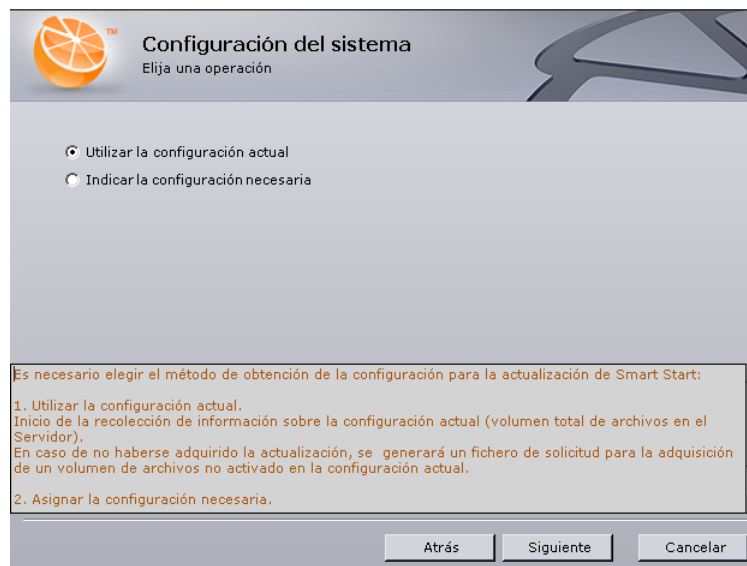 TM
Configuración del sistema
Elija una operación
Utilizar la configuración actual
Indicar la configuración necesaria
Es necesario elegir el método de obtención de la configuración para la actualización de Smart Start:
1. Utilizar la configuración actual.
Inicio de la recolección de información sobre la configuración actual (volumen total de archivos en el
Servidor).
En caso de no haberse adquirido la actualización, se generará un fichero de solicitud para la adquisición
de un volumen de archivos no activado en la configuración actual.
2. Asignar la configuración necesaria.
Atrás
Siguiente
Cancelar